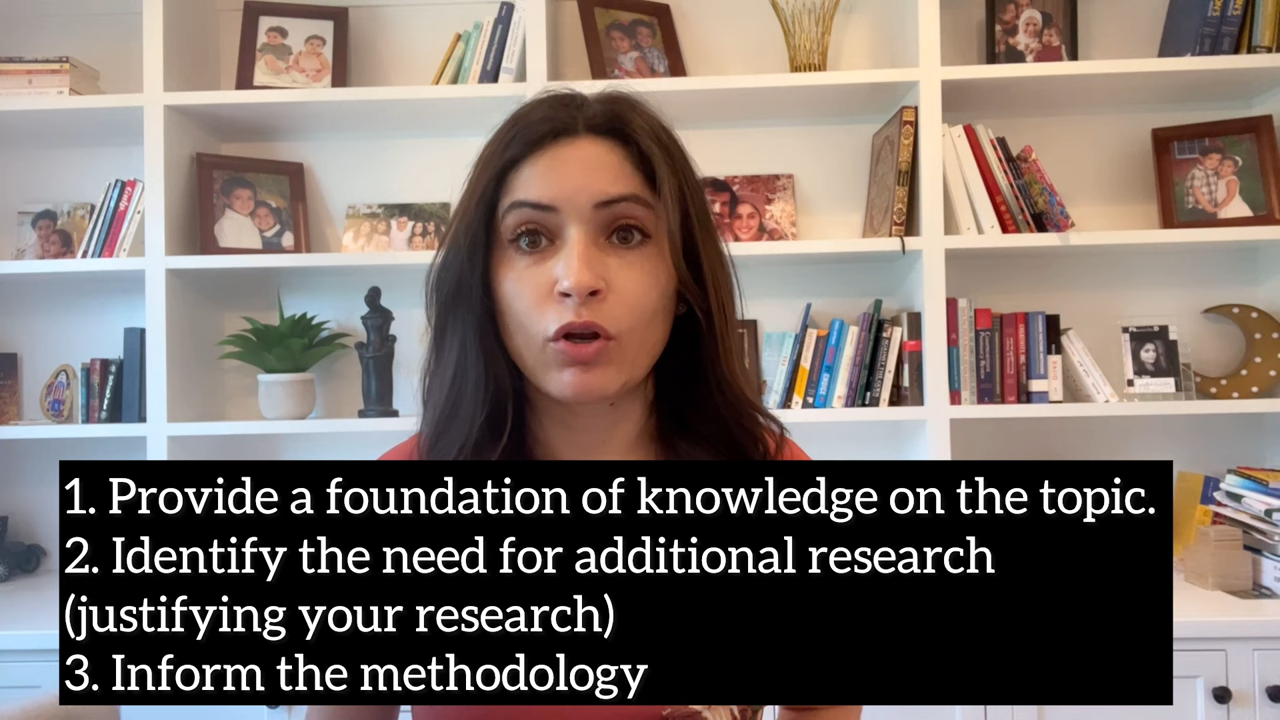 1. Provide a foundation of knowledge on the topic.
2. Identify the need for additional research
(justifying your research)
3. Inform the methodology